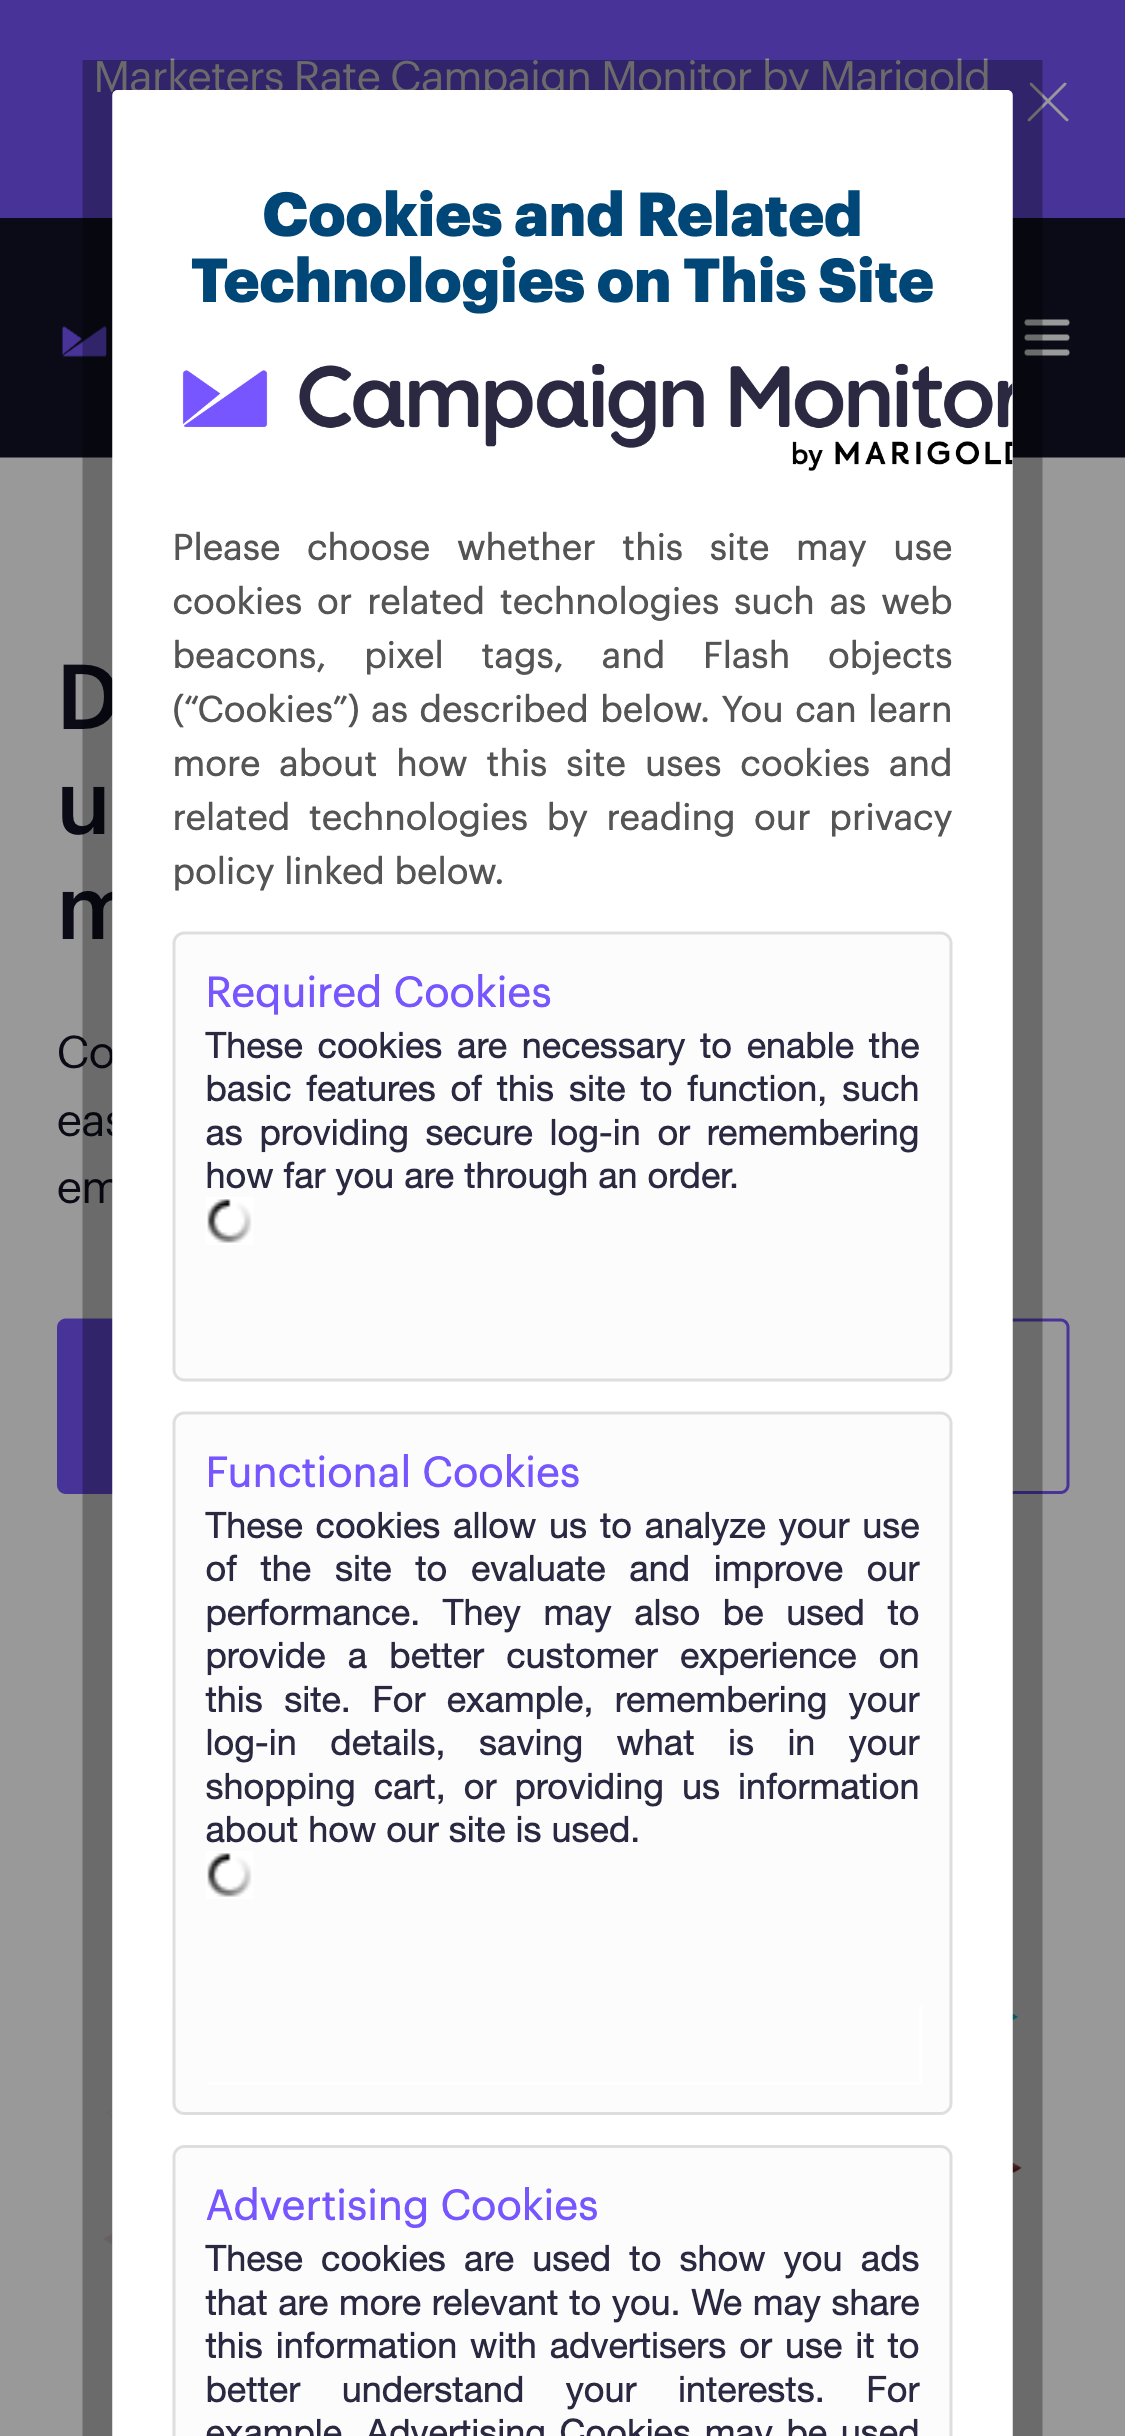 Marketers Rate Campaign Monitor by Marigold
Cookies and Related
Technologies on This Site
Campaign Monitor
by MARIGOLD
Please choose whether this site may use
cookies or related technologies such as web
beacons, pixel tags, and Flash objects
(“Cookies”) as described below. You can learn
more about how this site uses cookies and
related technologies by reading our privacy
policy linked below.
Required Cookies
These cookies are necessary to enable the
basic features of this site to function, such
as providing secure log-in or remembering
how far you are through an order.
Functional Cookies
These cookies allow us to analyze your use
of the site to evaluate and improve our
performance. They may also be used to
provide a better customer experience on
this site. For example, remembering your
log-in details, saving what is in your
shopping cart, or providing us information
about how our site is used.
Advertising Cookies
These cookies are used to show you ads
that are more relevant to you. We may share
this information with advertisers or use it to
better understand your interests. For
example, Advertising Cookies may be used